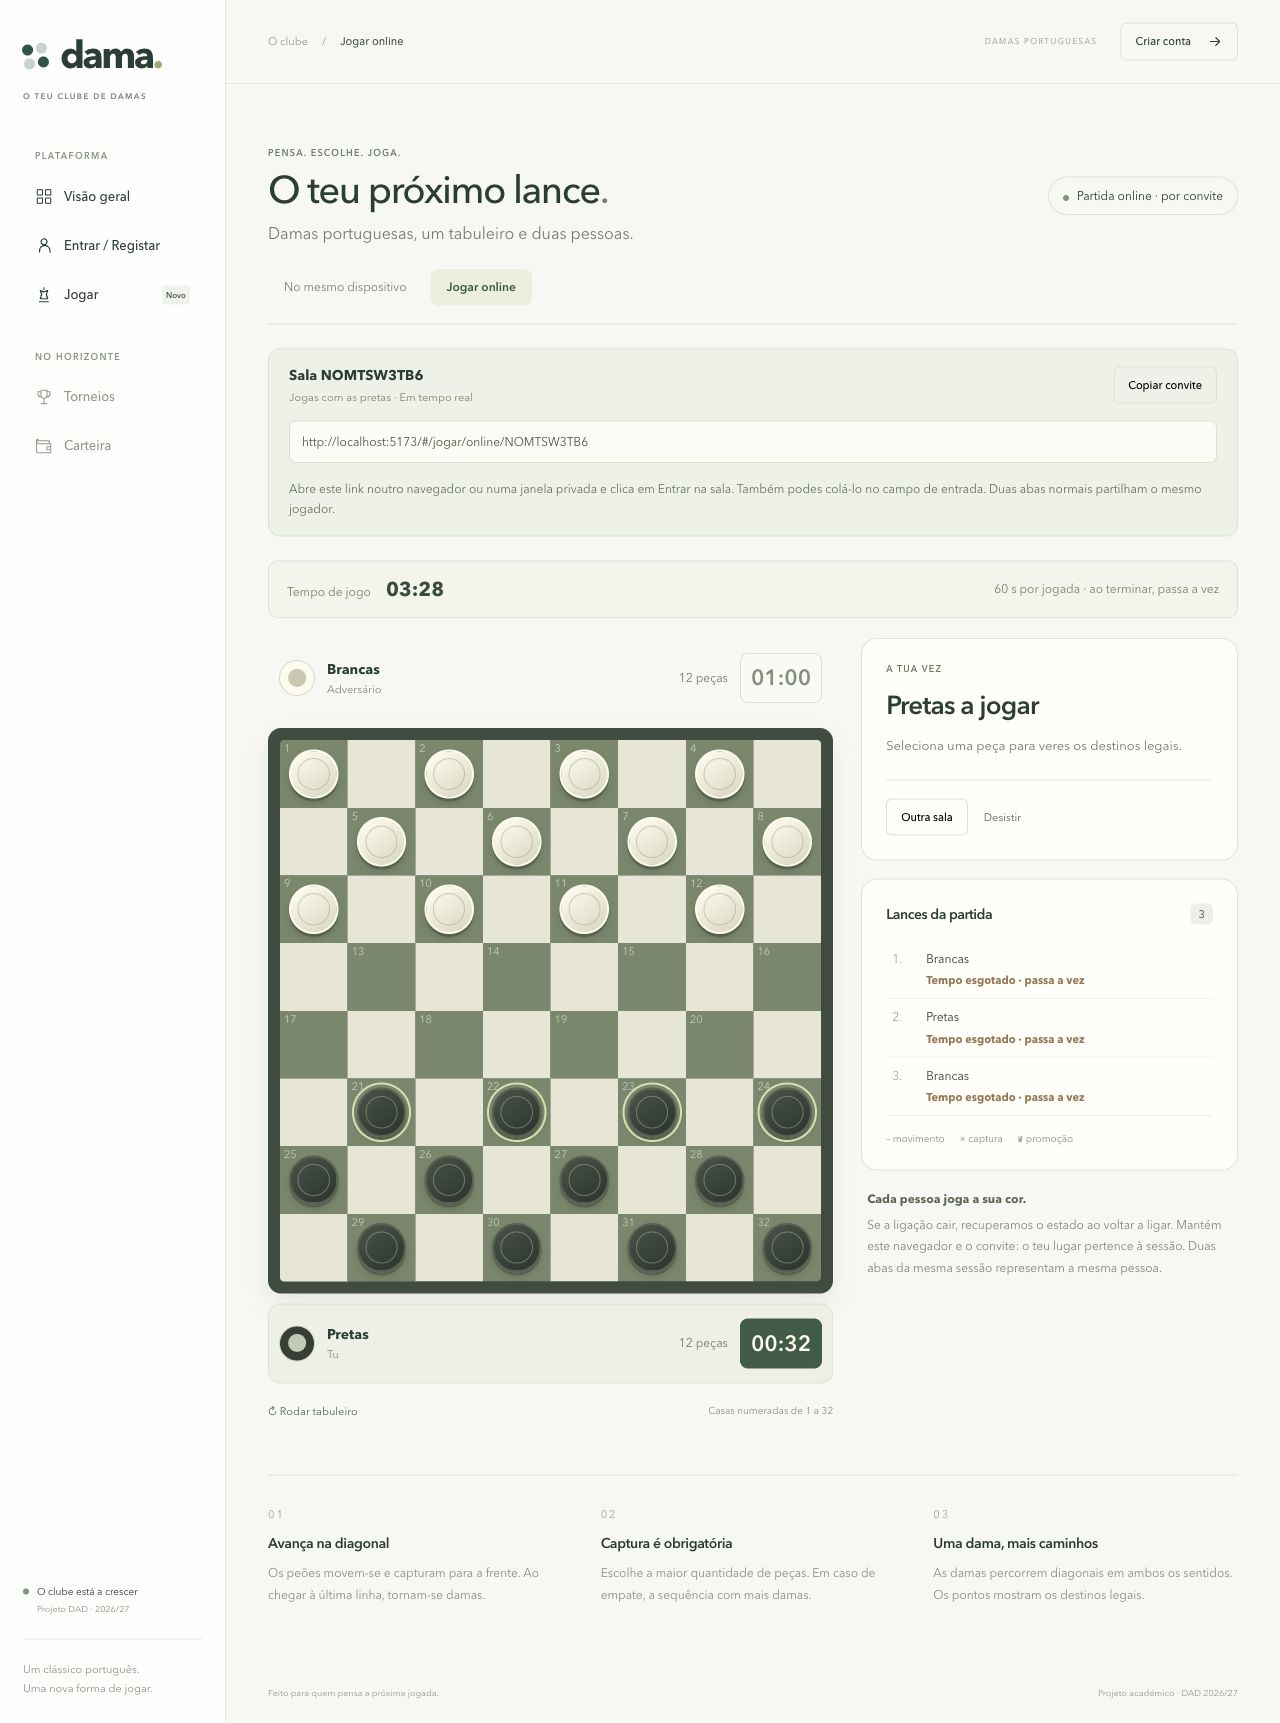 dama.
O TEU CLUBE DE DAMAS
PLATAFORMA
Visão geral
Entrar / Registar
Jogar
Novo
NO HORIZONTE
Torneios
Carteira
O clube está a crescer
Projeto DAD · 2026/27
Um clássico português.
Uma nova forma de jogar.
O clube / Jogar online
DAMAS PORTUGUESAS
Criar conta →
PENSA. ESCOLHE. JOGA.
O teu próximo lance.
Damas portuguesas, um tabuleiro e duas pessoas.
Partida online · por convite
No mesmo dispositivo
Jogar online
Sala NOMTSW3TB6
Jogas com as pretas · Em tempo real
Copiar convite
http://localhost:5173/#/jogar/online/NOMTSW3TB6
Abre este link noutro navegador ou numa janela privada e clica em Entrar na sala. Também podes colá-lo no campo de entrada. Duas abas normais partilham o mesmo
jogador.
Tempo de jogo 03:28
60 s por jogada · ao terminar, passa a vez
Brancas
Adversário
12 peças
01:00
1 2 3 4
5 6 7 8
9 10 11 12
13 14 15 16
17 18 19 20
21 22 23 24
25 26 27 28
29 30 31 32
Pretas
Tu
12 peças
00:32
↻ Rodar tabuleiro
Casas numeradas de 1 a 32
A TUA VEZ
Pretas a jogar
Seleciona uma peça para veres os destinos legais.
Outra sala
Desistir
Lances da partida
3
1. Brancas
Tempo esgotado · passa a vez
2. Pretas
Tempo esgotado · passa a vez
3. Brancas
Tempo esgotado · passa a vez
– movimento × captura ♛ promoção
Cada pessoa joga a sua cor.
Se a ligação cair, recuperamos o estado ao voltar a ligar. Mantém
este navegador e o convite: o teu lugar pertence à sessão. Duas
abas da mesma sessão representam a mesma pessoa.
01
Avança na diagonal
Os peões movem-se e capturam para a frente. Ao
chegar à última linha, tornam-se damas.
02
Captura é obrigatória
Escolhe a maior quantidade de peças. Em caso de
empate, a sequência com mais damas.
03
Uma dama, mais caminhos
As damas percorrem diagonais em ambos os sentidos.
Os pontos mostram os destinos legais.
Feito para quem pensa a próxima jogada.
Projeto académico · DAD 2026/27